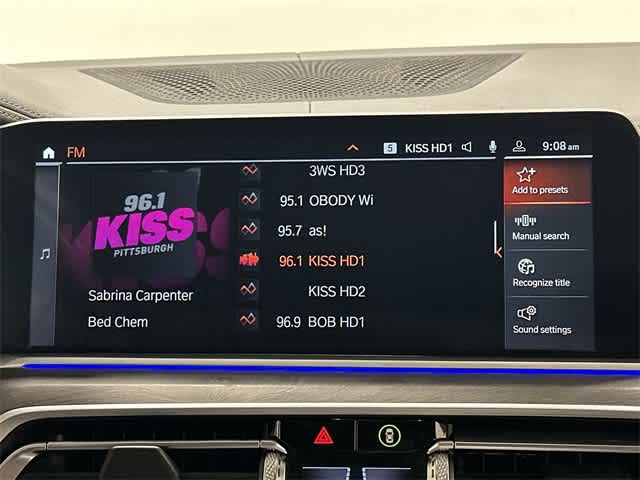 FM
5 KISS HD1
9:08 am
3WS HD3
95.1 OBODY Wi
95.7 as!
96.1 KISS HD1
KISS HD2
96.9 BOB HD1
96.1
KISS
PITTSBURGH
Sabrina Carpenter
Bed Chem
Add to presets
Manual search
Recognize title
Sound settings